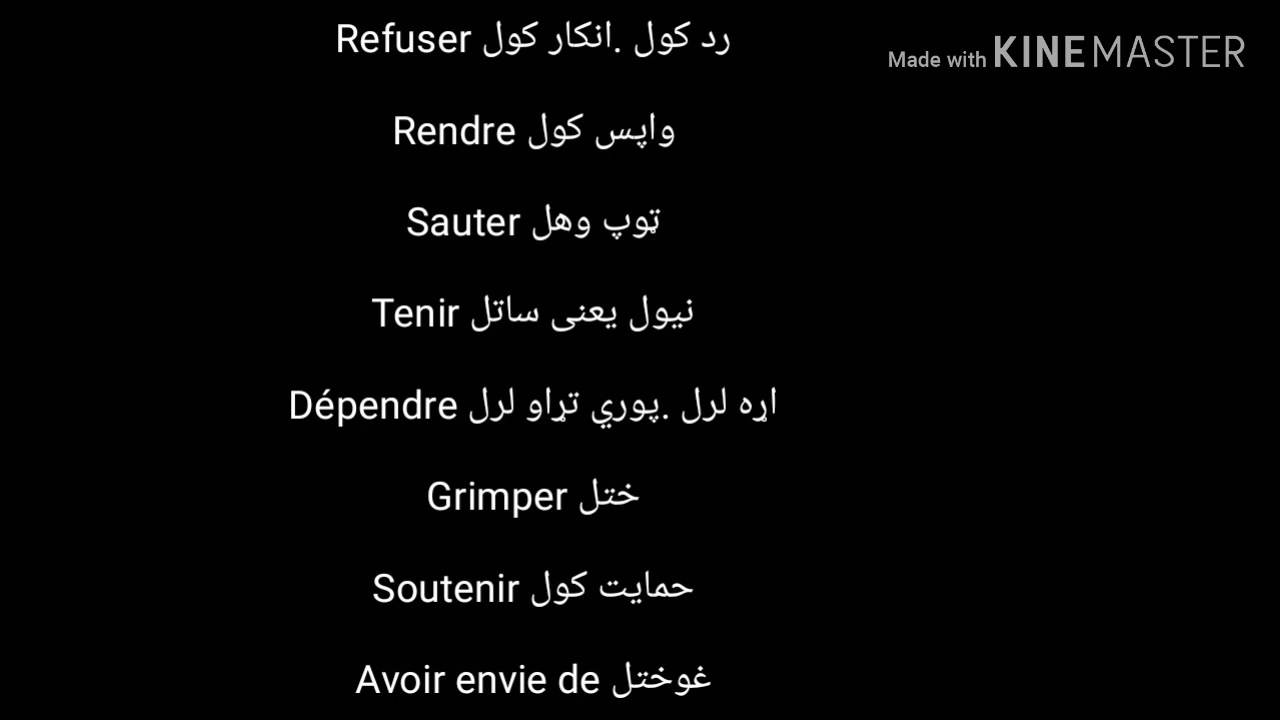 Refuser رد کول .انکار کول
Made with KINEMASTER
Rendre واپس کول
Sauter ټوپ وهل
Tenir نیول یعنی ساتل
Dépendre اړه لرل .پورې تړاو لرل
Grimper ختل
Soutenir حمایت کول
Avoir envie de غوختل